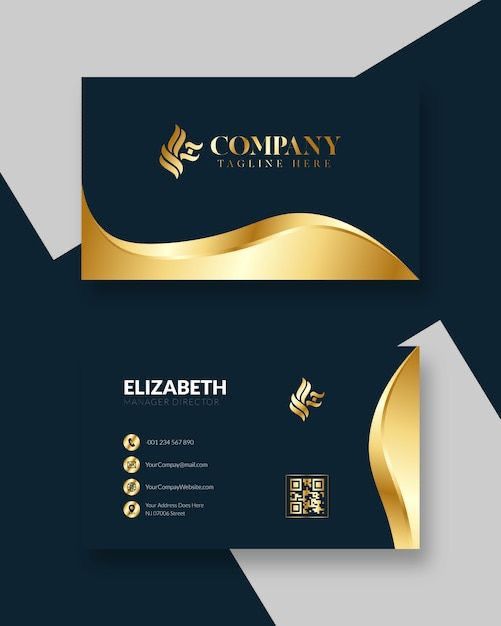 COMPANY
TAGLINE HERE
ELIZABETH
MANAGER DIRECTOR
001 234 567 890
YourCompay@mail.com
YourCompayWebsite.com
Your Address Does Here
NJ 07006 Street